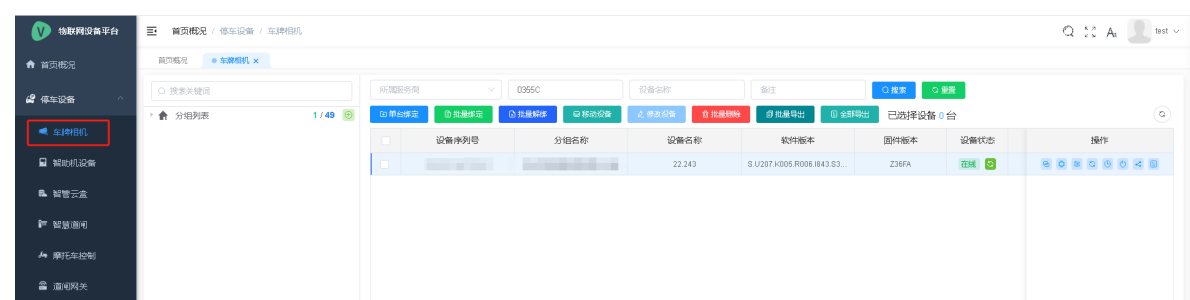 物联网设备平台
首页概况 / 停车设备 / 车牌相机
test
首页概况
停车设备
车牌相机
智助机设备
智管云盒
智慧道闸
摩托车控制
道闸网关
首页概况
车牌相机 ×
搜索关键词
分组列表 1 / 49
所属服务商 0355C 设备名称 备注 搜索 重置
单台绑定 批量绑定 批量解绑 移动设备 修改设备 批量删除 批量导出 全部导出 已选择设备 0 台
设备序列号 分组名称 设备名称 软件版本 固件版本 设备状态 操作
22.243 S.U207.K005.R006.I843.S3... Z36FA 在线